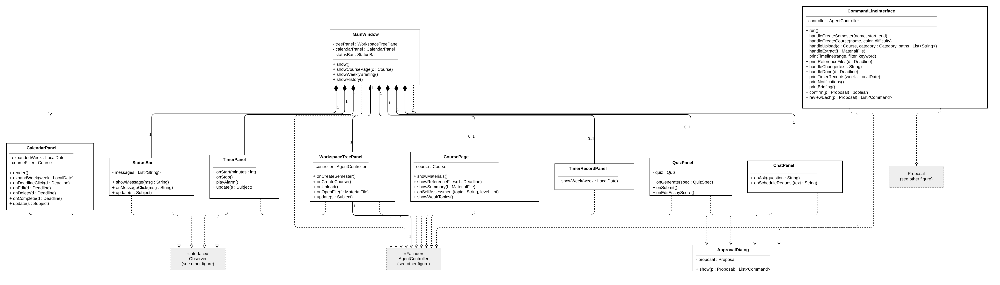 CommandLineInterface
- controller : AgentController
+ run()
+ handleCreateSemester(name, start, end)
+ handleCreateCourse(name, color, difficulty)
+ handleUpload(c : Course, category : Category, paths : List<String>)
+ handleExtract(f : MaterialFile)
+ printTimeline(range, filter, keyword)
+ printReferenceFiles(d : Deadline)
+ handleChange(text : String)
+ handleDone(d : Deadline)
+ printTimerRecords(week : LocalDate)
+ printNotifications()
+ printBriefing()
+ confirm(p : Proposal) : boolean
+ reviewEach(p : Proposal) : List<Command>
MainWindow
- treePanel : WorkspaceTreePanel
- calendarPanel : CalendarPanel
- statusBar : StatusBar
+ show()
+ showCoursePage(c : Course)
+ showWeeklyBriefing()
+ showHistory()
1
1
1
1
1
1
1
1
1
1
1
1
0..1
0..1
0..1
1
CalendarPanel
- expandedWeek : LocalDate
- courseFilter : Course
+ render()
+ expandWeek(week : LocalDate)
+ onDeadlineClick(d : Deadline)
+ onEdit(d : Deadline)
+ onDelete(d : Deadline)
+ onComplete(d : Deadline)
+ update(s : Subject)
StatusBar
- messages : List<String>
+ showMessage(msg : String)
+ onMessageClick(msg : String)
+ update(s : Subject)
TimerPanel
+ onStart(minutes : int)
+ onStop()
+ playAlarm()
+ update(s : Subject)
WorkspaceTreePanel
- controller : AgentController
+ onCreateSemester()
+ onCreateCourse()
+ onUpload()
+ onOpenFile(f : MaterialFile)
+ update(s : Subject)
CoursePage
- course : Course
+ showMaterials()
+ showReferenceFiles(d : Deadline)
+ showSummary(f : MaterialFile)
+ onSelfAssessment(topic : String, level : int)
+ showWeakTopics()
TimerRecordPanel
+ showWeek(week : LocalDate)
QuizPanel
- quiz : Quiz
+ onGenerate(spec : QuizSpec)
+ onSubmit()
+ onEditEssayScore()
ChatPanel
+ onAsk(question : String)
+ onScheduleRequest(text : String)
Proposal
(see other figure)
1
1
«interface»
Observer
(see other figure)
«Facade»
AgentController
(see other figure)
ApprovalDialog
- proposal : Proposal
+ show(p : Proposal) : List<Command>